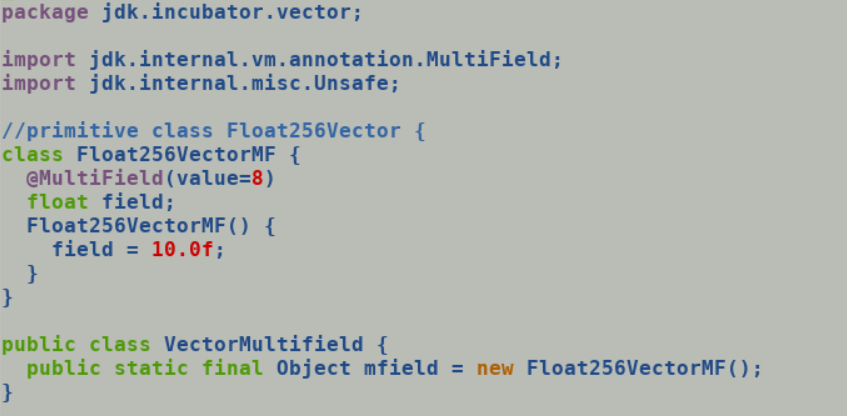 package jdk.incubator.vector;
import jdk.internal.vm.annotation.MultiField;
import jdk.internal.misc.Unsafe;
//primitive class Float256Vector {
class Float256VectorMF {
@MultiField(value=8)
float field;
Float256VectorMF() {
field = 10.0f;
}
}
public class VectorMultifield {
public static final Object mfield = new Float256VectorMF();
}